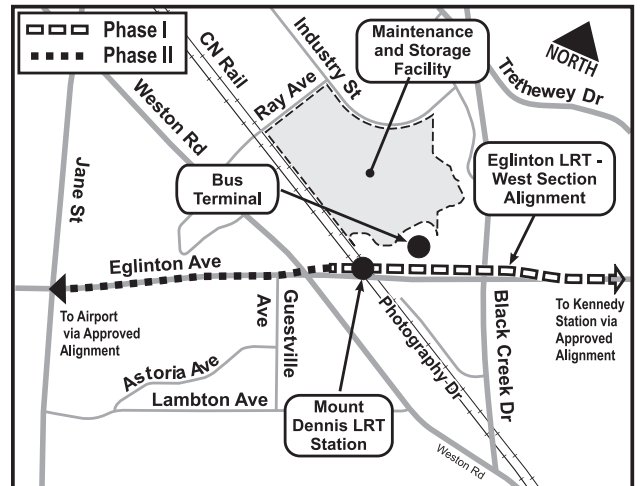 Phase I
Phase II
CN Rail
Industry St
Maintenance
and Storage
Facility
NORTH
Ray Ave
Trethewey Dr
Weston Rd
Jane St
Bus
Terminal
Eglinton LRT -
West Section
Alignment
Eglinton Ave
To Airport
via Approved
Alignment
Guestville
Ave
Photography Dr
Black Creek Dr
To Kennedy
Station via
Approved
Alignment
Astoria Ave
Lambton Ave
Mount
Dennis LRT
Station
Weston Rd